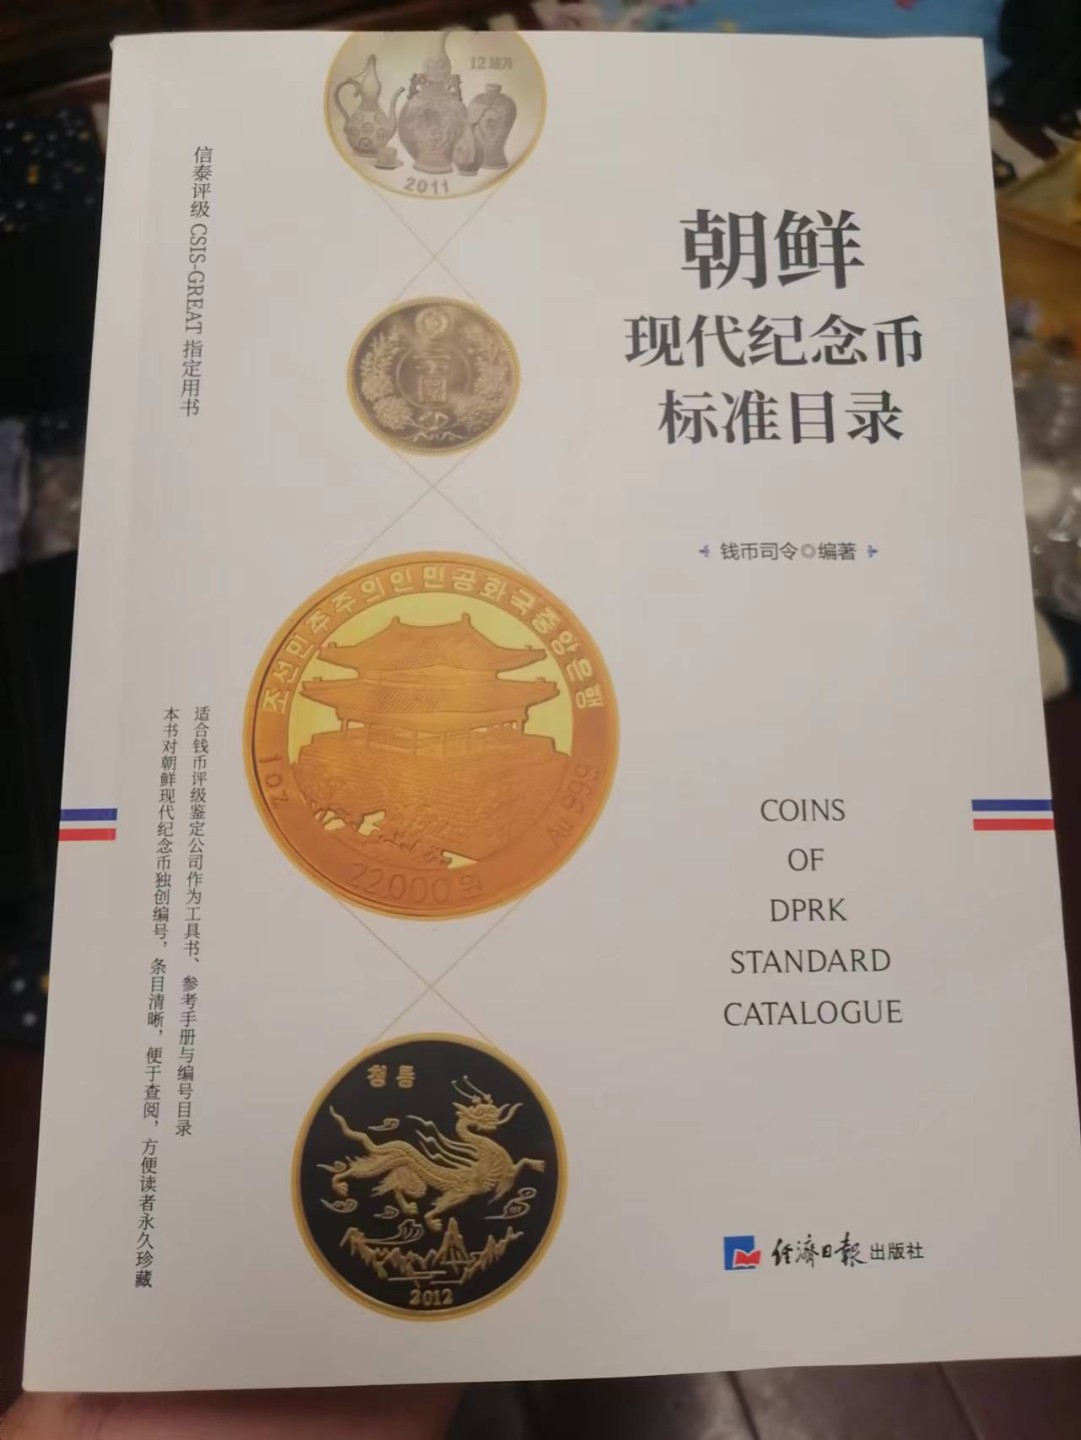 12세기
2011
信泰评级 CSIS-GREAT 指定用书
朝鲜
现代纪念币
标准目录
钱币司令◎编著
조선민주주의인민공화국중앙은행
1oz
Au 999
22000원
适合钱币评级鉴定公司作为工具书、参考手册与编号目录
本书对朝鲜现代纪念币独创编号，条目清晰，便于查阅，方便读者永久珍藏
COINS
OF
DPRK
STANDARD
CATALOGUE
청룡
2012
经济日报出版社